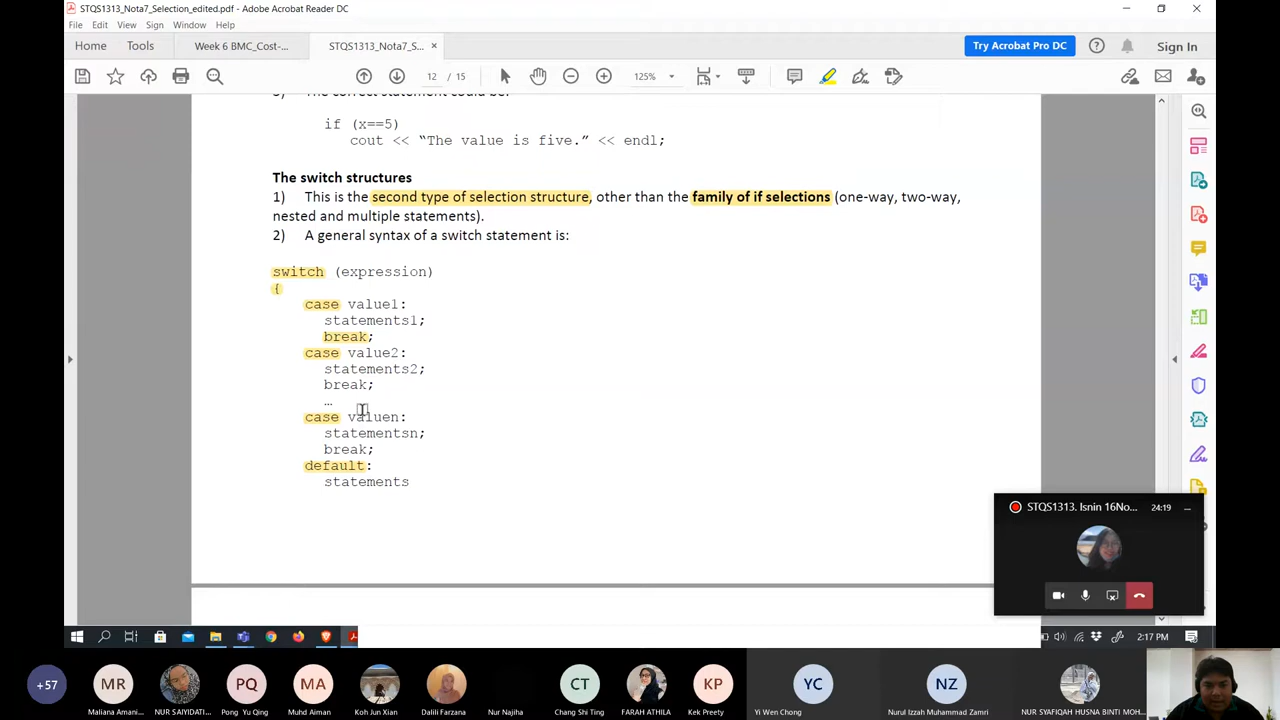 STQS1313_Nota7_Selection_edited.pdf - Adobe Acrobat Reader DC
File Edit View Sign Window Help
Home Tools Week 6 BMC_Cost-... STQS1313_Nota7_S... × Try Acrobat Pro DC Sign In
12 / 15 125%
if (x==5)
cout << “The value is five.” << endl;
The switch structures
1) This is the second type of selection structure, other than the family of if selections (one-way, two-way,
nested and multiple statements).
2) A general syntax of a switch statement is:
switch (expression)
{
case value1:
statements1;
break;
case value2:
statements2;
break;
…
case valuen:
statementsn;
break;
default:
statements
STQS1313. Isnin 16No... 24:19
2:17 PM
+57 MR PQ MA CT KP YC NZ
Maliana Amani... NUR SAIYIDATI... Pong Yu Qing Muhd Aiman Koh Jun Xian Dalili Farzana Nur Najiha Chang Shi Ting FARAH ATHILA Kek Preety Yi Wen Chong Nurul Izzah Muhammad Zamri NUR SYAFIQAH HUSNA BINTI MOH...